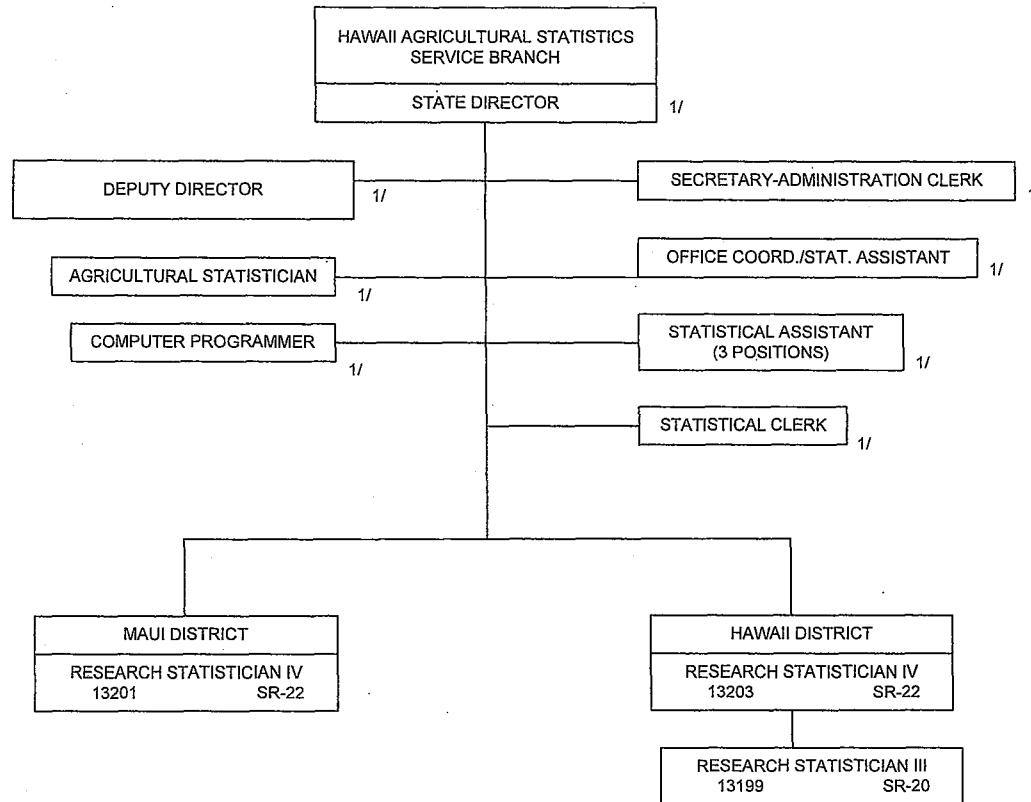 HAWAII AGRICULTURAL STATISTICS
SERVICE BRANCH
STATE DIRECTOR
1/
DEPUTY DIRECTOR
1/
SECRETARY-ADMINISTRATION CLERK
AGRICULTURAL STATISTICIAN
1/
OFFICE COORD./STAT. ASSISTANT
1/
COMPUTER PROGRAMMER
1/
STATISTICAL ASSISTANT
(3 POSITIONS)
1/
STATISTICAL CLERK
1/
MAUI DISTRICT
RESEARCH STATISTICIAN IV
13201 SR-22
HAWAII DISTRICT
RESEARCH STATISTICIAN IV
13203 SR-22
RESEARCH STATISTICIAN III
13199 SR-20